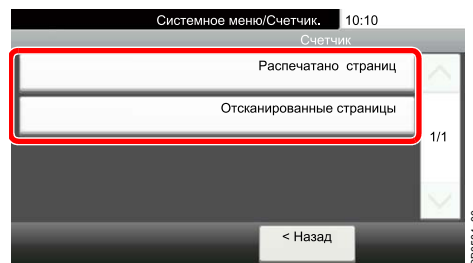 Системное меню/Счетчик. 10:10
Счетчик
Распечатано страниц
Отсканированные страницы
1/1
< Назад